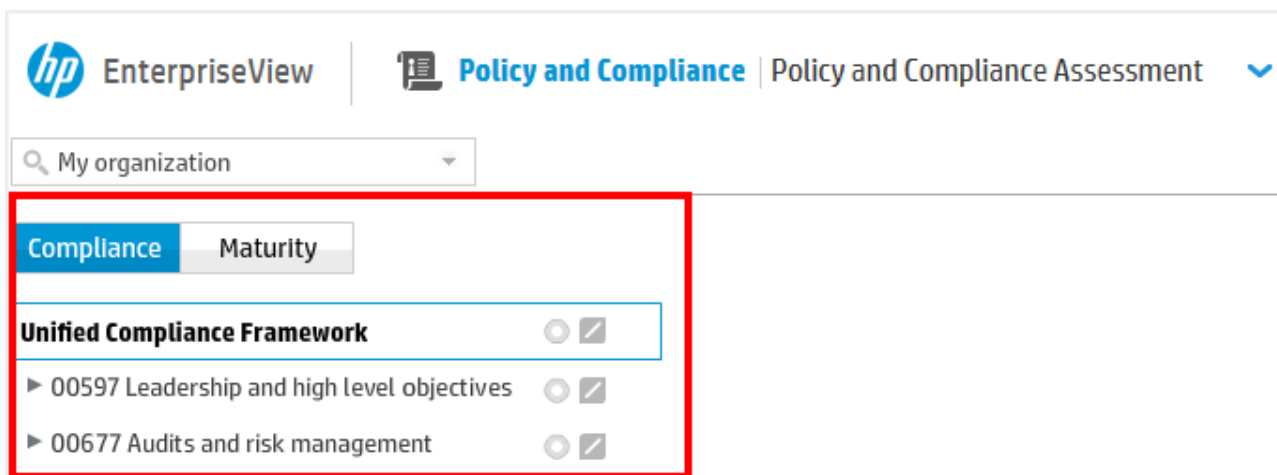 hp EnterpriseView Policy and Compliance | Policy and Compliance Assessment
My organization
Compliance Maturity
Unified Compliance Framework
00597 Leadership and high level objectives
00677 Audits and risk management